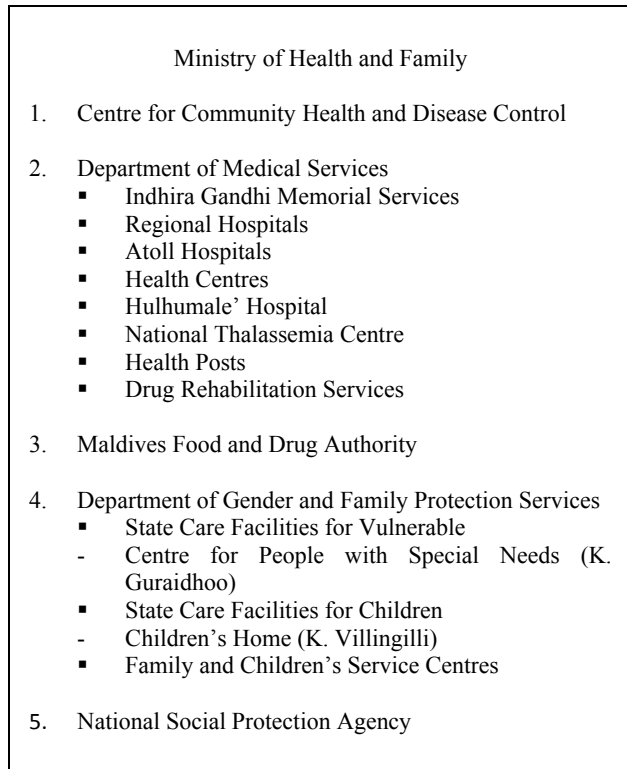 Ministry of Health and Family
1. Centre for Community Health and Disease Control
2. Department of Medical Services
▪ Indhira Gandhi Memorial Services
▪ Regional Hospitals
▪ Atoll Hospitals
▪ Health Centres
▪ Hulhumale’ Hospital
▪ National Thalassemia Centre
▪ Health Posts
▪ Drug Rehabilitation Services
3. Maldives Food and Drug Authority
4. Department of Gender and Family Protection Services
▪ State Care Facilities for Vulnerable
- Centre for People with Special Needs (K.
Guraidhoo)
▪ State Care Facilities for Children
- Children’s Home (K. Villingilli)
▪ Family and Children’s Service Centres
5. National Social Protection Agency